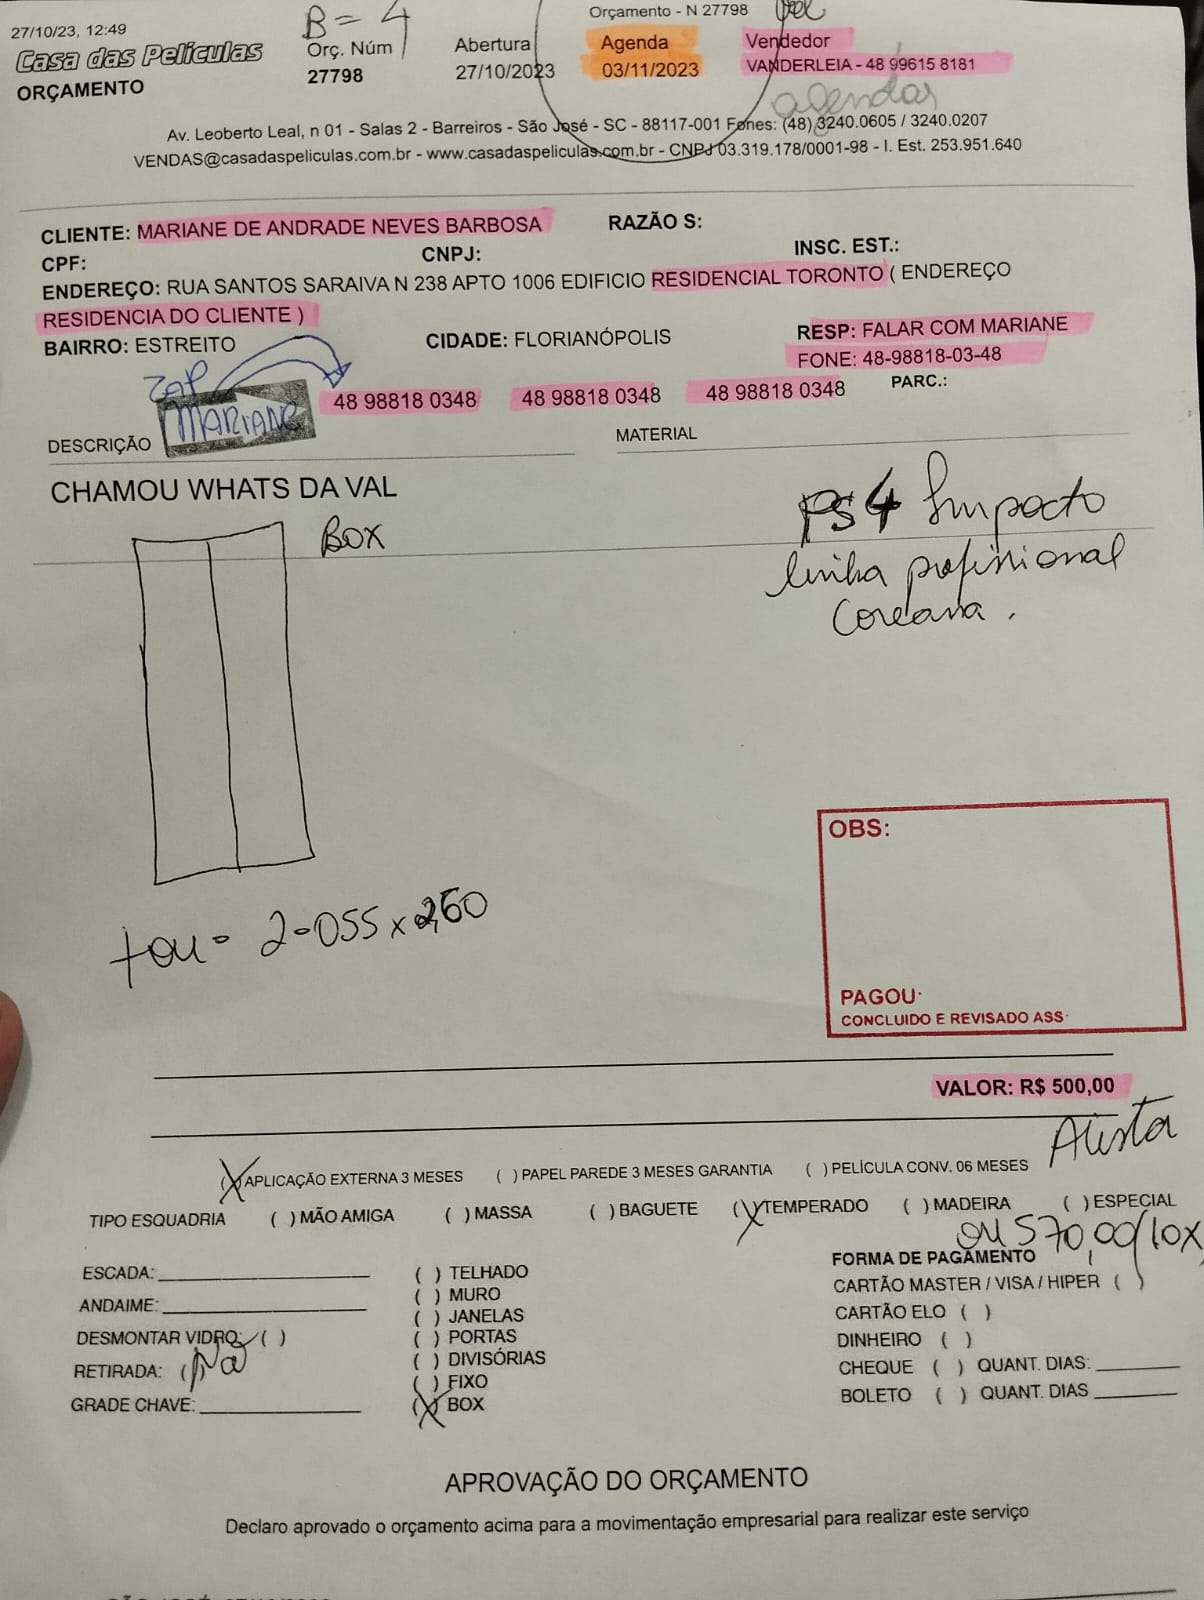 27/10/23, 12:49
B = 4
Orçamento - N 27798
Casa das Películas
ORÇAMENTO
Orç. Núm
27798
Abertura
27/10/2023
Agenda
03/11/2023
Vendedor
VANDERLEIA - 48 99615 8181
agendar
Av. Leoberto Leal, n 01 - Salas 2 - Barreiros - São José - SC - 88117-001 Fones: (48) 3240.0605 / 3240.0207
VENDAS@casadaspeliculas.com.br - www.casadaspeliculas.com.br - CNPJ 03.319.178/0001-98 - I. Est. 253.951.640
CLIENTE: MARIANE DE ANDRADE NEVES BARBOSA RAZÃO S:
CPF: CNPJ: INSC. EST.:
ENDEREÇO: RUA SANTOS SARAIVA N 238 APTO 1006 EDIFICIO RESIDENCIAL TORONTO ( ENDEREÇO
RESIDENCIA DO CLIENTE )
BAIRRO: ESTREITO CIDADE: FLORIANÓPOLIS RESP: FALAR COM MARIANE
FONE: 48-98818-03-48
ZAP
MARIANE
48 98818 0348 48 98818 0348 48 98818 0348 PARC.:
DESCRIÇÃO MATERIAL
CHAMOU WHATS DA VAL
BOX
PS4 Impacto
linha profissional
Coreana.
2-055 x 2,60
OBS:
PAGOU:
CONCLUIDO E REVISADO ASS:
VALOR: R$ 500,00
(X) APLICAÇÃO EXTERNA 3 MESES ( ) PAPEL PAREDE 3 MESES GARANTIA ( ) PELÍCULA CONV. 06 MESES
TIPO ESQUADRIA ( ) MÃO AMIGA ( ) MASSA ( ) BAGUETE (X) TEMPERADO ( ) MADEIRA ( ) ESPECIAL
ou 570,00/10x
ESCADA: ( ) TELHADO FORMA DE PAGAMENTO
( ) MURO CARTÃO MASTER / VISA / HIPER ( )
ANDAIME: ( ) JANELAS CARTÃO ELO ( )
DESMONTAR VIDRO: ( ) ( ) PORTAS DINHEIRO ( )
RETIRADA: ( ) Não ( ) DIVISÓRIAS CHEQUE ( ) QUANT. DIAS:
( ) FIXO
GRADE CHAVE: (X) BOX BOLETO ( ) QUANT. DIAS
APROVAÇÃO DO ORÇAMENTO
Declaro aprovado o orçamento acima para a movimentação empresarial para realizar este serviço